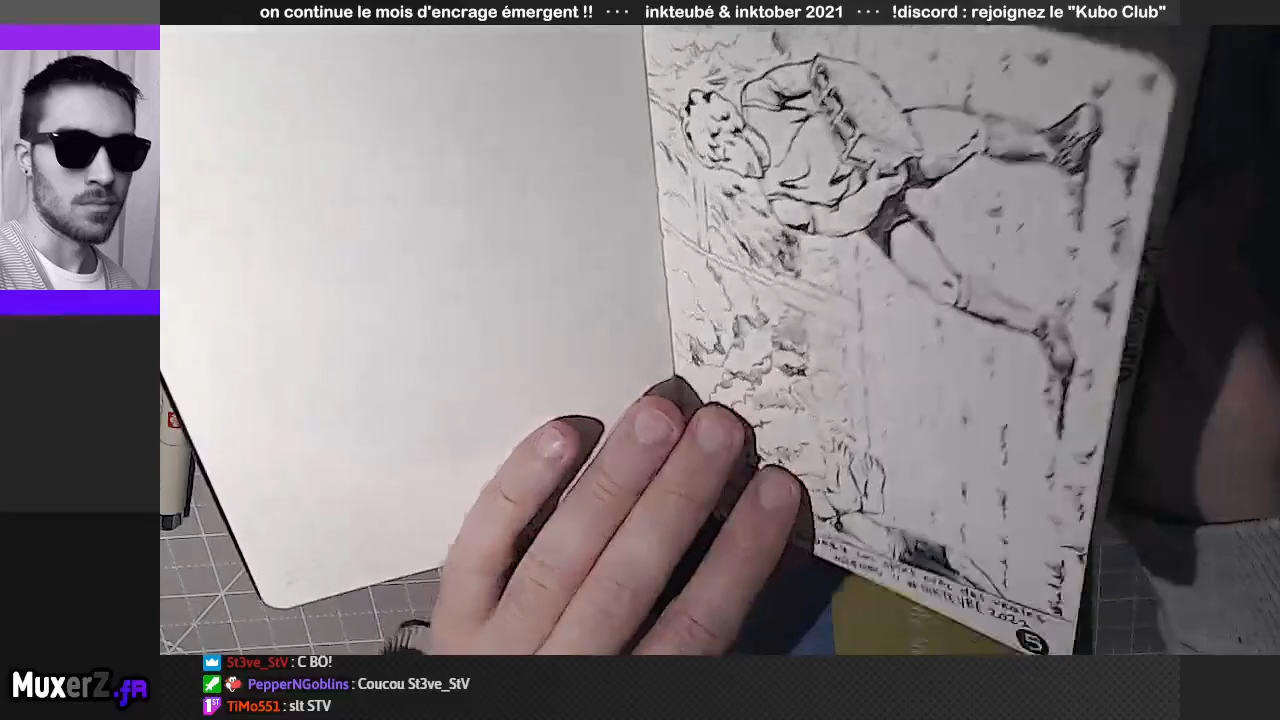 on continue le mois d'encrage émergent !! ··· inkteubé & inktober 2021 ··· !discord : rejoignez le "Kubo Club"
5
MuxerZ.fr
St3ve_StV : C BO!
PepperNGoblins : Coucou St3ve_StV
TiMo551 : slt STV